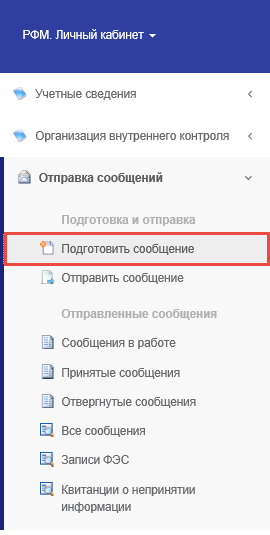 РФМ. Личный кабинет
Учетные сведения
Организация внутреннего контроля
Отправка сообщений
Подготовка и отправка
Подготовить сообщение
Отправить сообщение
Отправленные сообщения
Сообщения в работе
Принятые сообщения
Отвергнутые сообщения
Все сообщения
Записи ФЭС
Квитанции о непринятии
информации